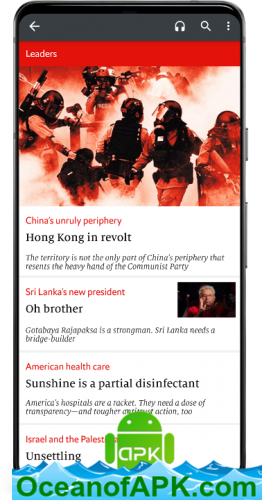 Leaders
China's unruly periphery
Hong Kong in revolt
The territory is not the only part of China's periphery that
resents the heavy hand of the Communist Party
Sri Lanka's new president
Oh brother
Gotabaya Rajapaksa is a strongman. Sri Lanka needs a
bridge-builder
American health care
Sunshine is a partial disinfectant
America's hospitals are a racket. They need a dose of
transparency—and tougher antitrust action, too
Israel and the Palestinians
Unsettling
APK
OceanofAPK.com